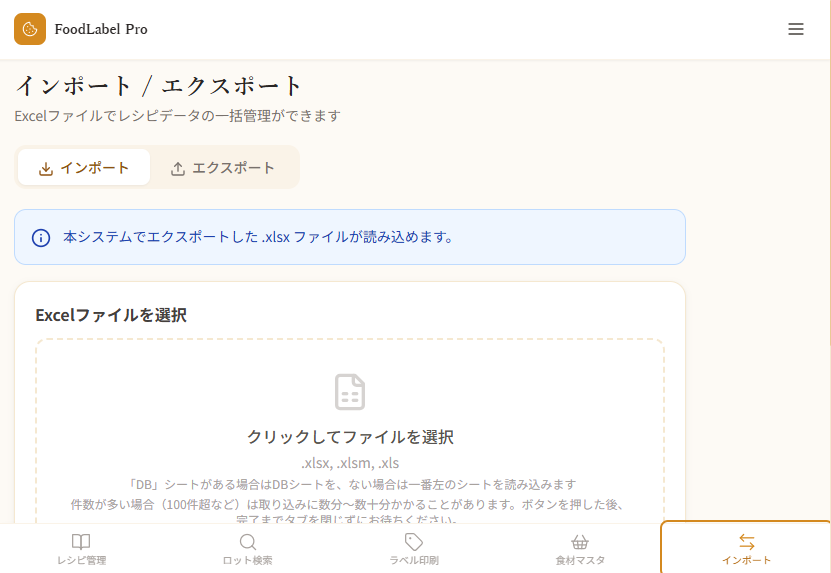 FoodLabel Pro
インポート / エクスポート
Excelファイルでレシピデータの一括管理ができます
インポート
エクスポート
本システムでエクスポートした .xlsx ファイルが読み込めます。
Excelファイルを選択
クリックしてファイルを選択
.xlsx, .xlsm, .xls
「DB」シートがある場合はDBシートを、ない場合は一番左のシートを読み込みます
件数が多い場合（100件超など）は取り込みに数分〜数十分かかることがあります。ボタンを押した後、
完了までタブを閉じずにお待ちください。
レシピ管理
ロット検索
ラベル印刷
食材マスタ
インポート